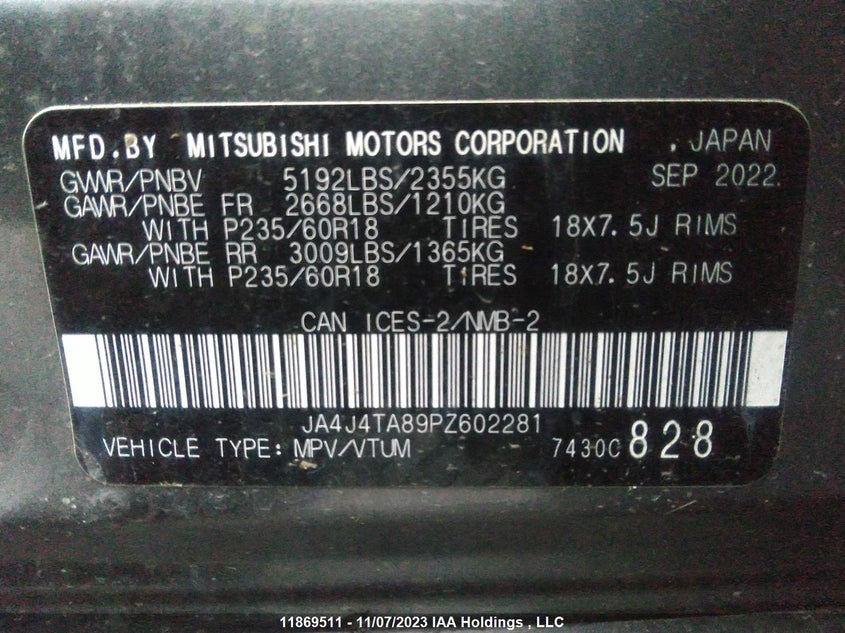 MFD.BY MITSUBISHI MOTORS CORPORATION , JAPAN
GVWR/PNBV 5192LBS/2355KG SEP 2022
GAWR/PNBE FR 2668LBS/1210KG
WITH P235/60R18 TIRES 18X7.5J RIMS
GAWR/PNBE RR 3009LBS/1365KG
WITH P235/60R18 TIRES 18X7.5J RIMS
CAN ICES-2/NMB-2
JA4J4TA89PZ602281
VEHICLE TYPE: MPV/VTUM 7430C 828
11869511 - 11/07/2023 IAA Holdings , LLC